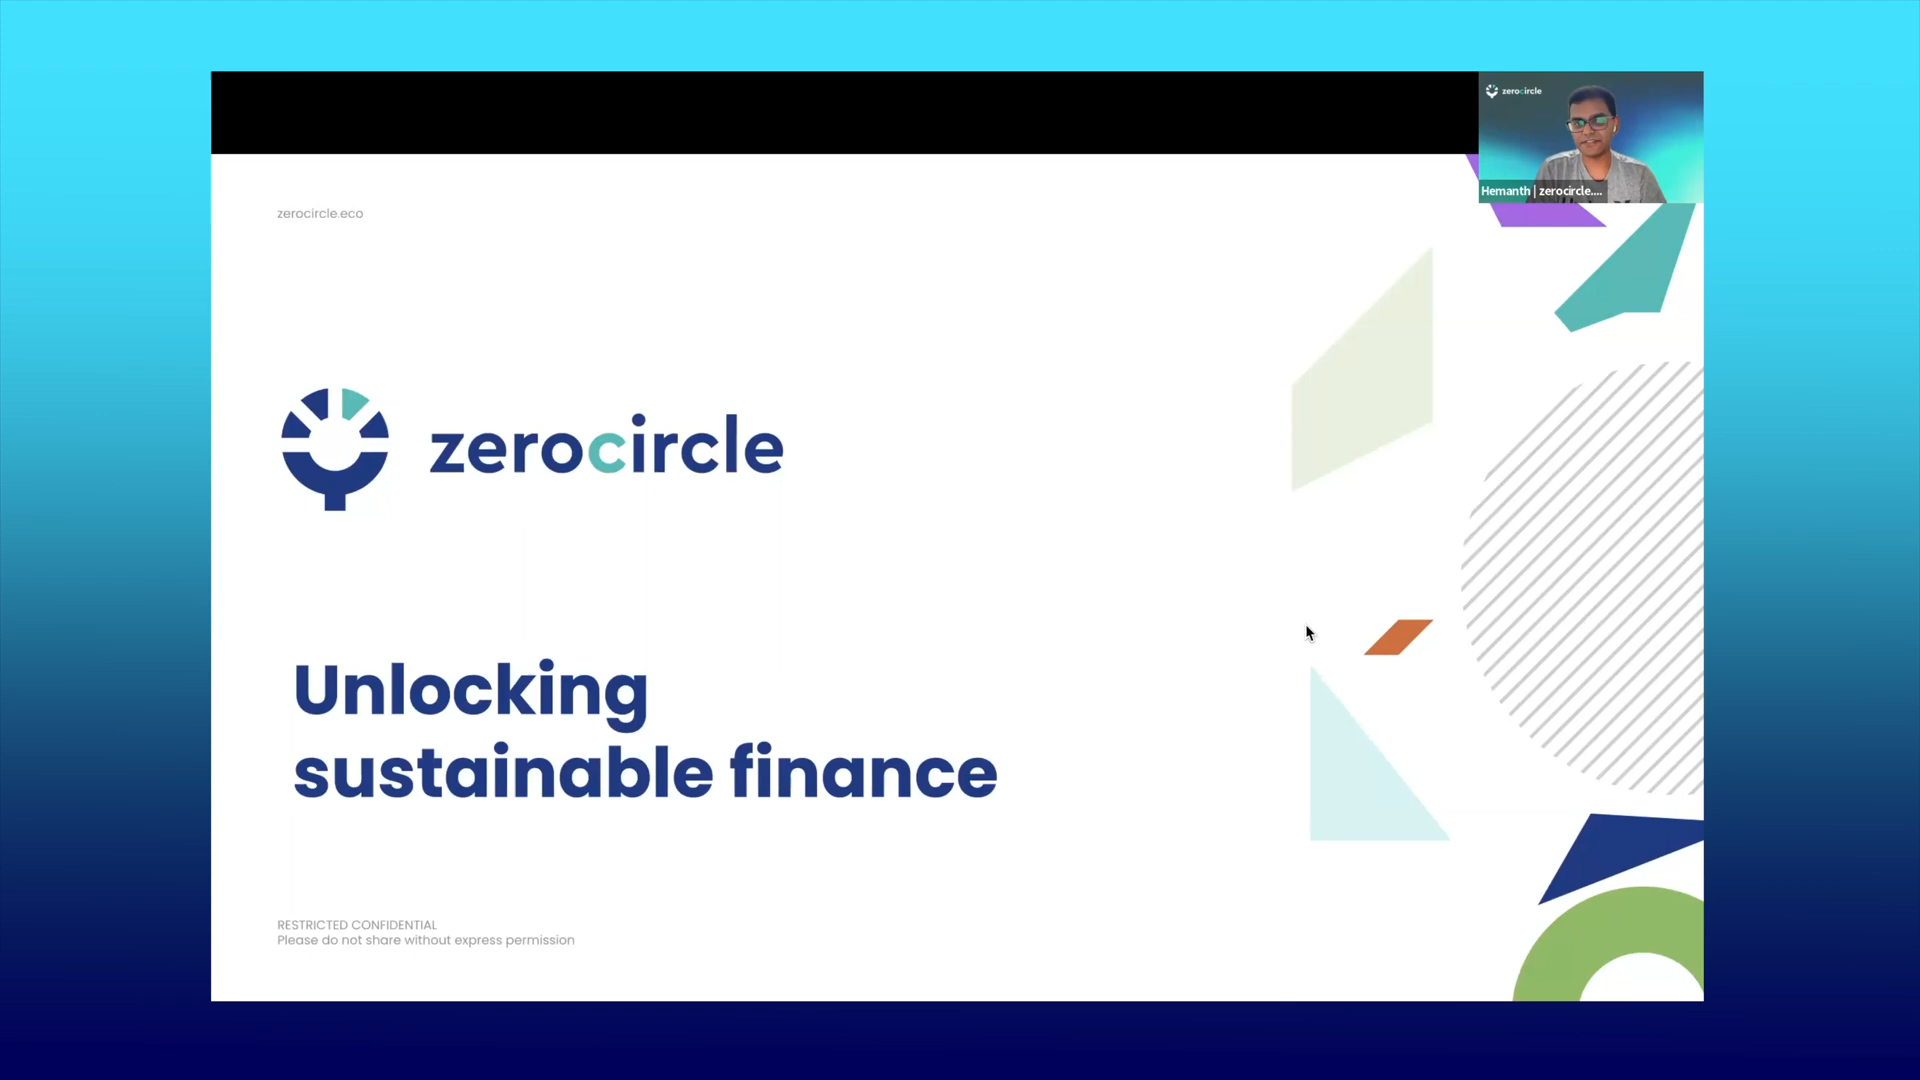 zerocircle
Hemanth | zerocircle....
zerocircle.eco
zerocircle
Unlocking
sustainable finance
RESTRICTED CONFIDENTIAL
Please do not share without express permission